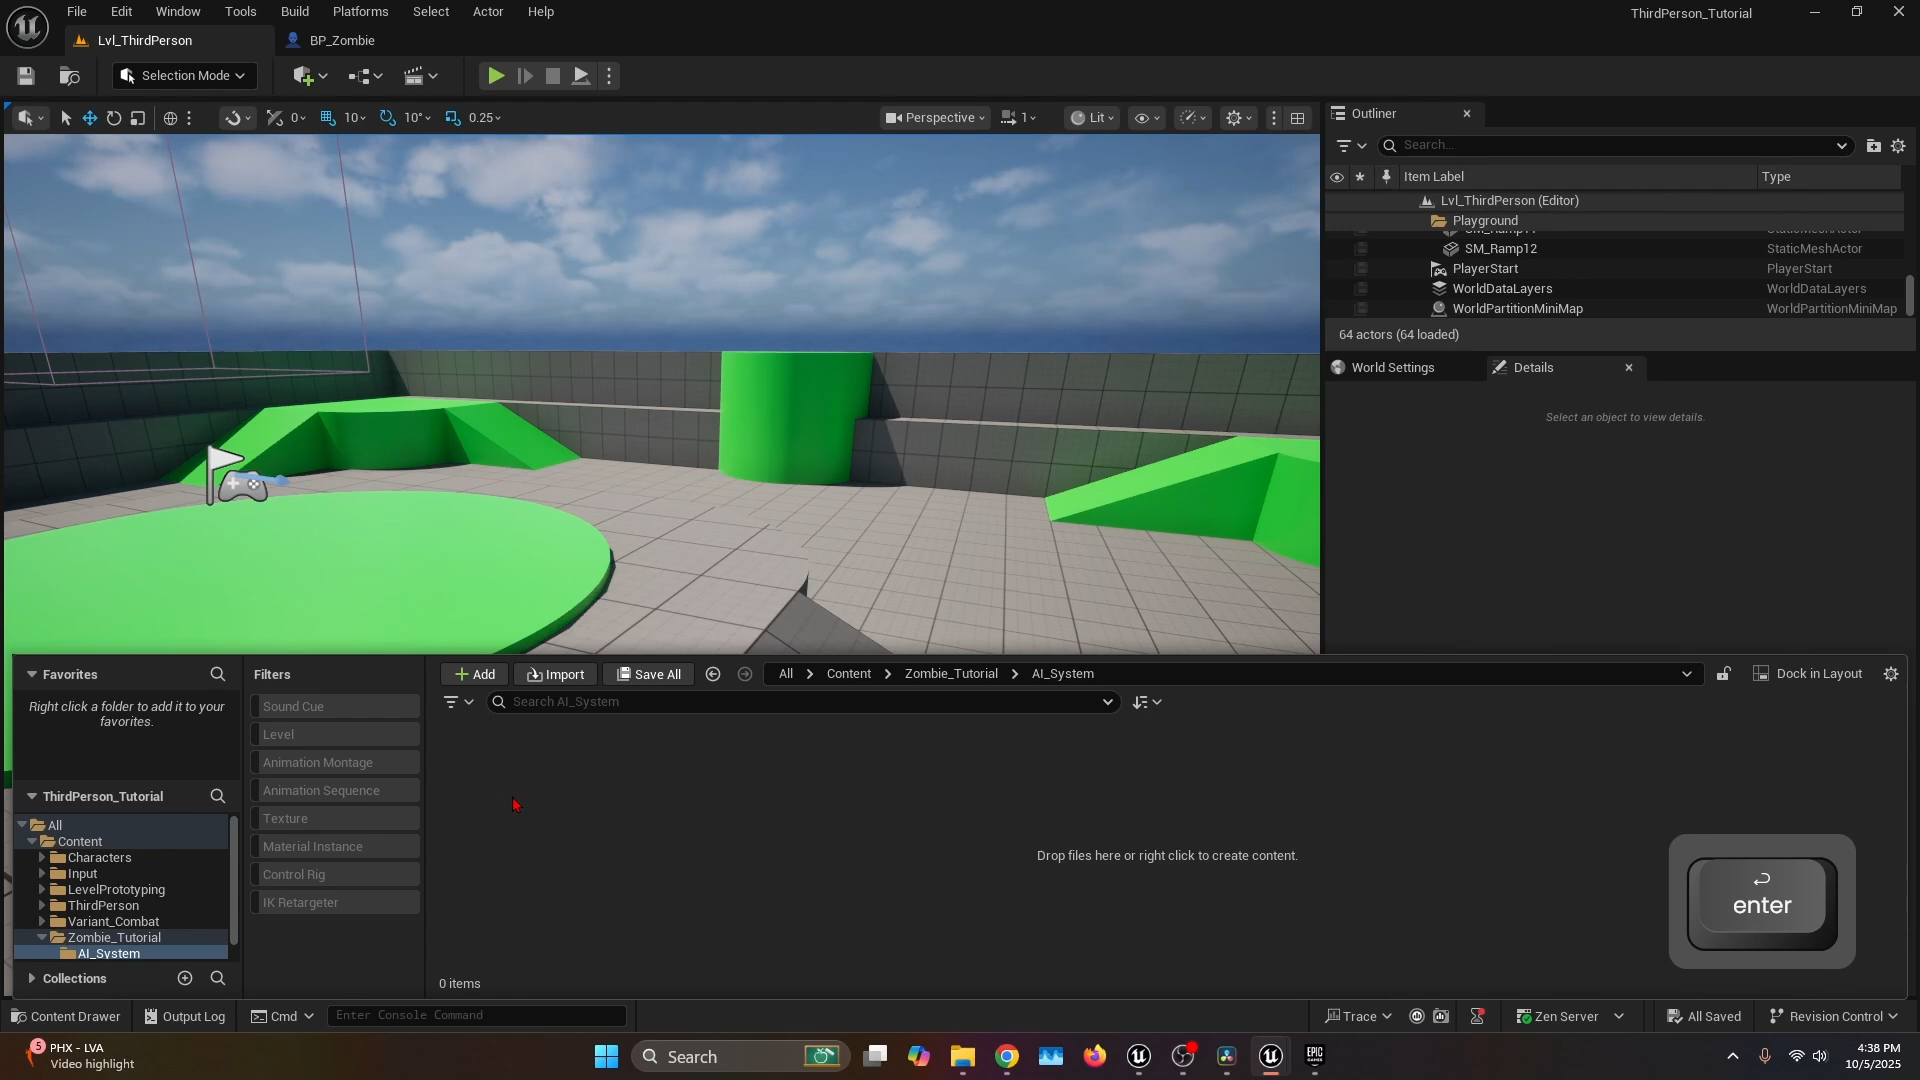 File Edit Window Tools Build Platforms Select Actor Help
ThirdPerson_Tutorial
Lvl_ThirdPerson
BP_Zombie
Selection Mode
0
10
10°
0.25
Perspective
1
Lit
Outliner
Search...
Item Label
Type
Lvl_ThirdPerson (Editor)
Playground
SM_Ramp12
StaticMeshActor
PlayerStart
PlayerStart
WorldDataLayers
WorldDataLayers
WorldPartitionMiniMap
WorldPartitionMiniMap
64 actors (64 loaded)
World Settings
Details
Select an object to view details.
Favorites
Right click a folder to add it to your
favorites.
ThirdPerson_Tutorial
All
Content
Characters
Input
LevelPrototyping
ThirdPerson
Variant_Combat
Zombie_Tutorial
AI_System
Collections
Filters
Sound Cue
Level
Animation Montage
Animation Sequence
Texture
Material Instance
Control Rig
IK Retargeter
Add
Import
Save All
All
Content
Zombie_Tutorial
AI_System
Dock in Layout
Search AI_System
Drop files here or right click to create content.
0 items
enter
Content Drawer
Output Log
Cmd
Enter Console Command
Trace
Zen Server
All Saved
Revision Control
5
PHX - LVA
Video highlight
Search
EPIC
GAMES
4:38 PM
10/5/2025